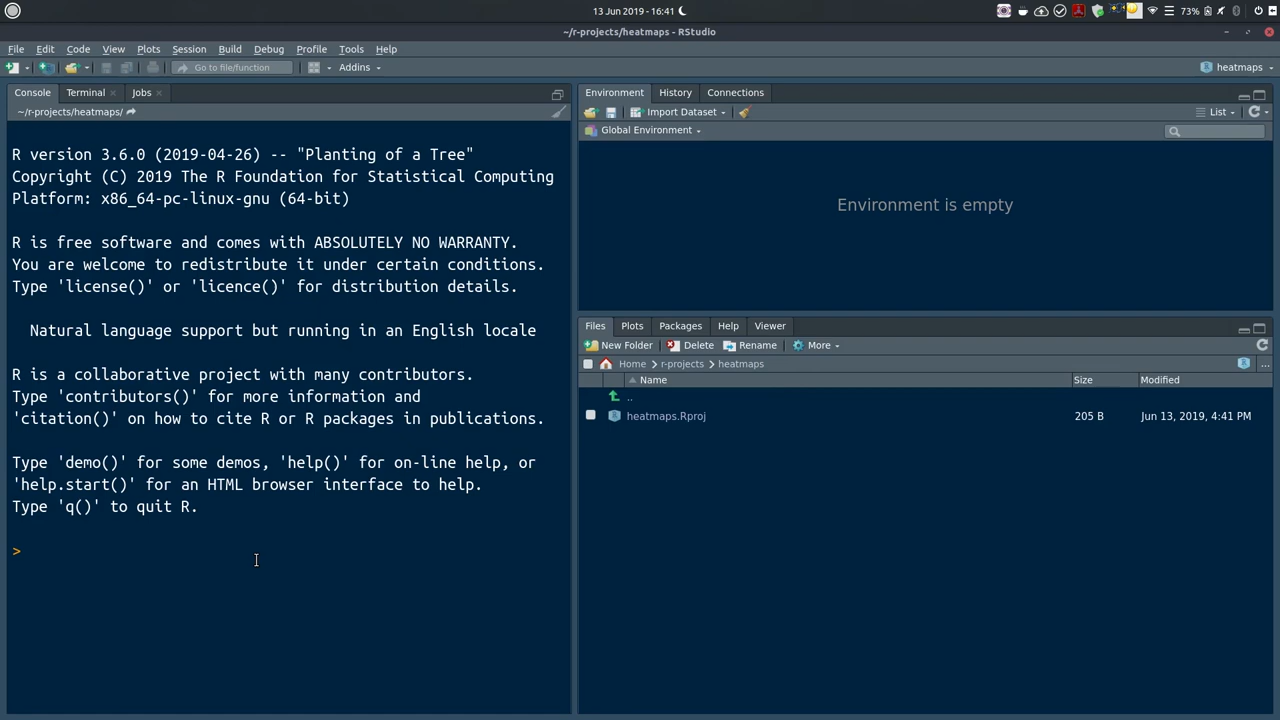 13 Jun 2019 - 16:41
73%
~/r-projects/heatmaps - RStudio
File Edit Code View Plots Session Build Debug Profile Tools Help
Go to file/function Addins heatmaps
Console Terminal Jobs
~/r-projects/heatmaps/
R version 3.6.0 (2019-04-26) -- "Planting of a Tree"
Copyright (C) 2019 The R Foundation for Statistical Computing
Platform: x86_64-pc-linux-gnu (64-bit)
R is free software and comes with ABSOLUTELY NO WARRANTY.
You are welcome to redistribute it under certain conditions.
Type 'license()' or 'licence()' for distribution details.
Natural language support but running in an English locale
R is a collaborative project with many contributors.
Type 'contributors()' for more information and
'citation()' on how to cite R or R packages in publications.
Type 'demo()' for some demos, 'help()' for on-line help, or
'help.start()' for an HTML browser interface to help.
Type 'q()' to quit R.
>
Environment History Connections
Import Dataset List
Global Environment
Environment is empty
Files Plots Packages Help Viewer
New Folder Delete Rename More
Home r-projects heatmaps ...
Name Size Modified
..
heatmaps.Rproj 205 B Jun 13, 2019, 4:41 PM